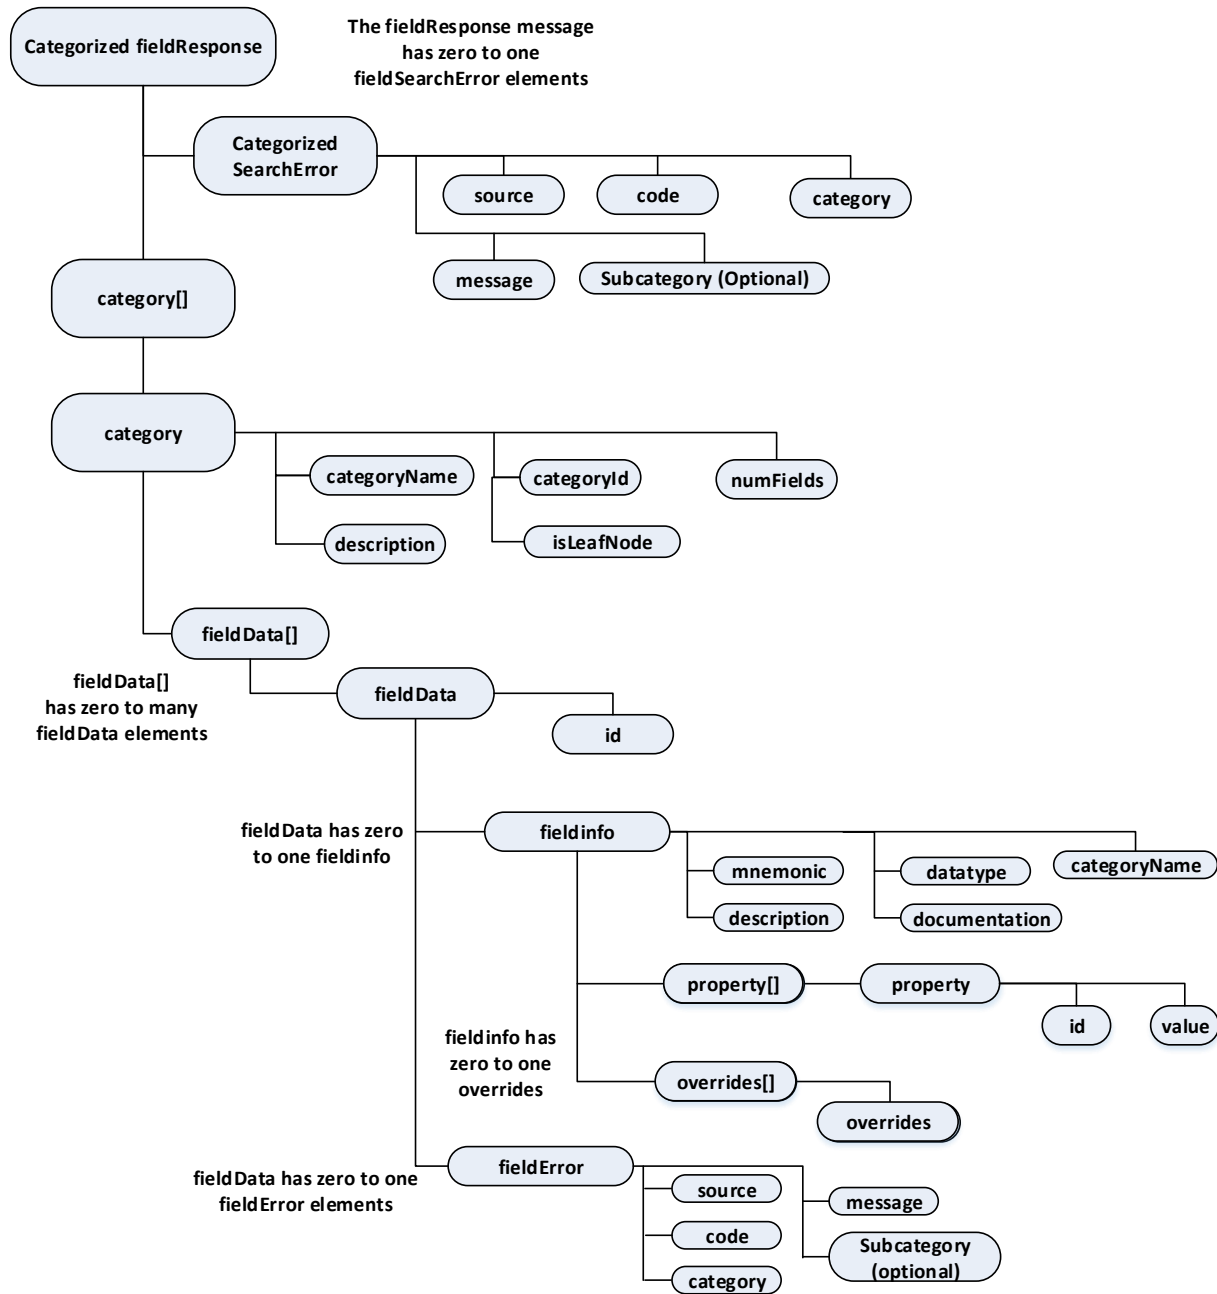 Categorized fieldResponse
The fieldResponse message
has zero to one
fieldSearchError elements
Categorized
SearchError
source
code
category
message
Subcategory (Optional)
category[]
category
categoryName
categoryId
numFields
description
isLeafNode
fieldData[]
fieldData[]
has zero to many
fieldData elements
fieldData
id
fieldData has zero
to one fieldinfo
fieldinfo
mnemonic
datatype
categoryName
description
documentation
property[]
property
id
value
fieldinfo has
zero to one
overrides
overrides[]
overrides
fieldData has zero to one
fieldError elements
fieldError
source
message
code
Subcategory
(optional)
category